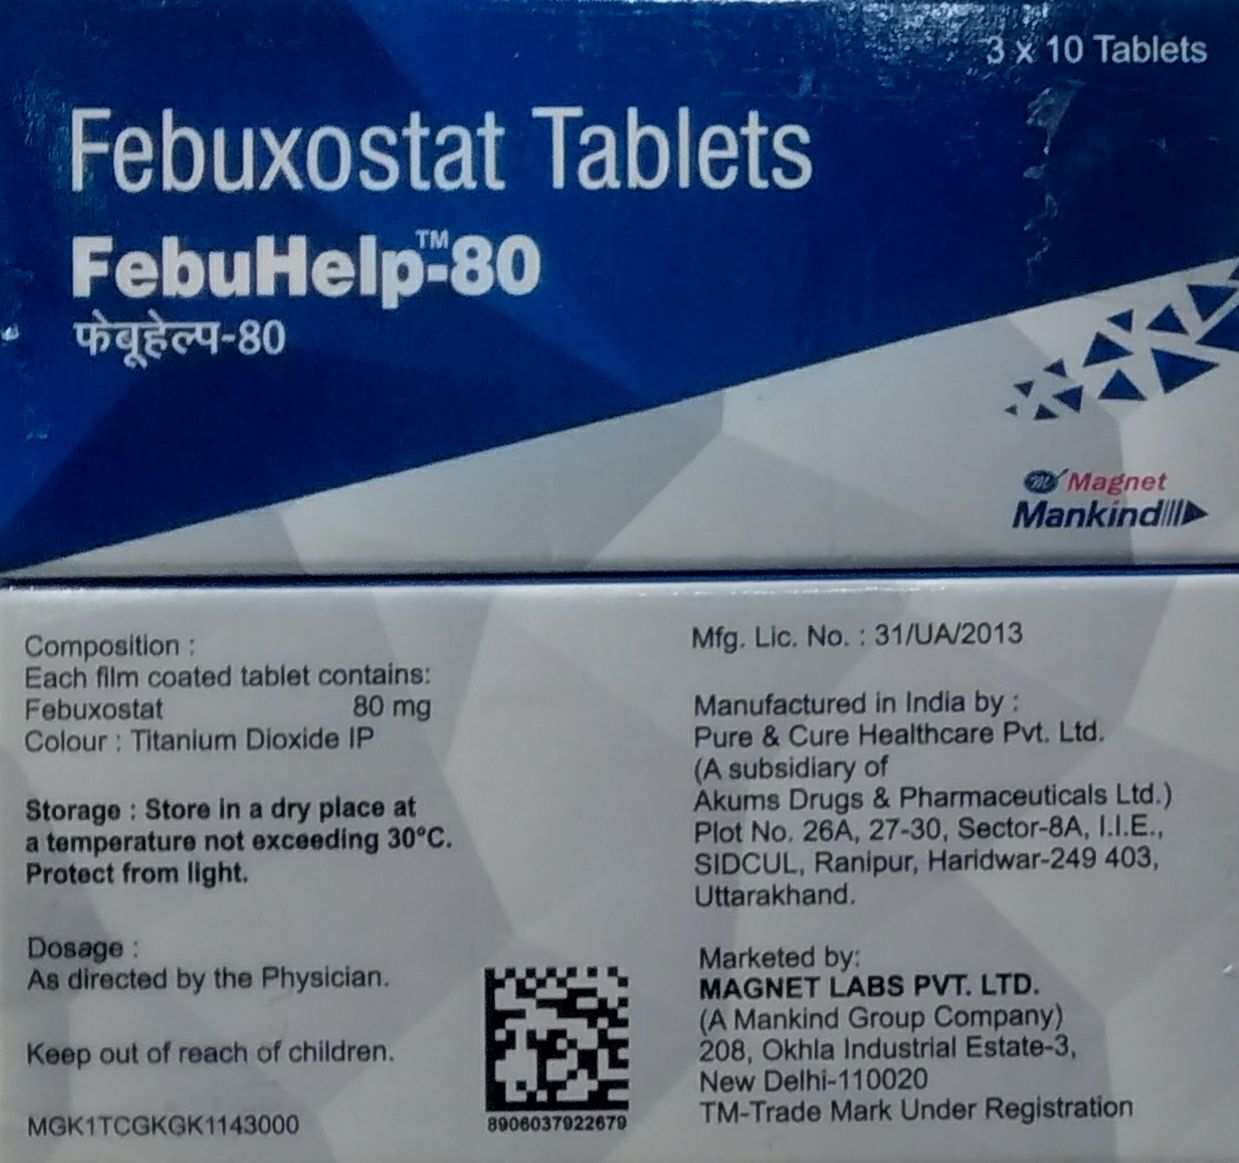 3 x 10 Tablets
Febuxostat Tablets
FebuHelp™-80
फेबूहेल्प-80
Magnet
Mankind
Composition :
Each film coated tablet contains:
Febuxostat 80 mg
Colour : Titanium Dioxide IP
Storage : Store in a dry place at
a temperature not exceeding 30°C.
Protect from light.
Dosage :
As directed by the Physician.
Keep out of reach of children.
MGK1TCGKGK1143000
8906037922679
Mfg. Lic. No. : 31/UA/2013
Manufactured in India by :
Pure & Cure Healthcare Pvt. Ltd.
(A subsidiary of
Akums Drugs & Pharmaceuticals Ltd.)
Plot No. 26A, 27-30, Sector-8A, I.I.E.,
SIDCUL, Ranipur, Haridwar-249 403,
Uttarakhand.
Marketed by:
MAGNET LABS PVT. LTD.
(A Mankind Group Company)
208, Okhla Industrial Estate-3,
New Delhi-110020
TM-Trade Mark Under Registration